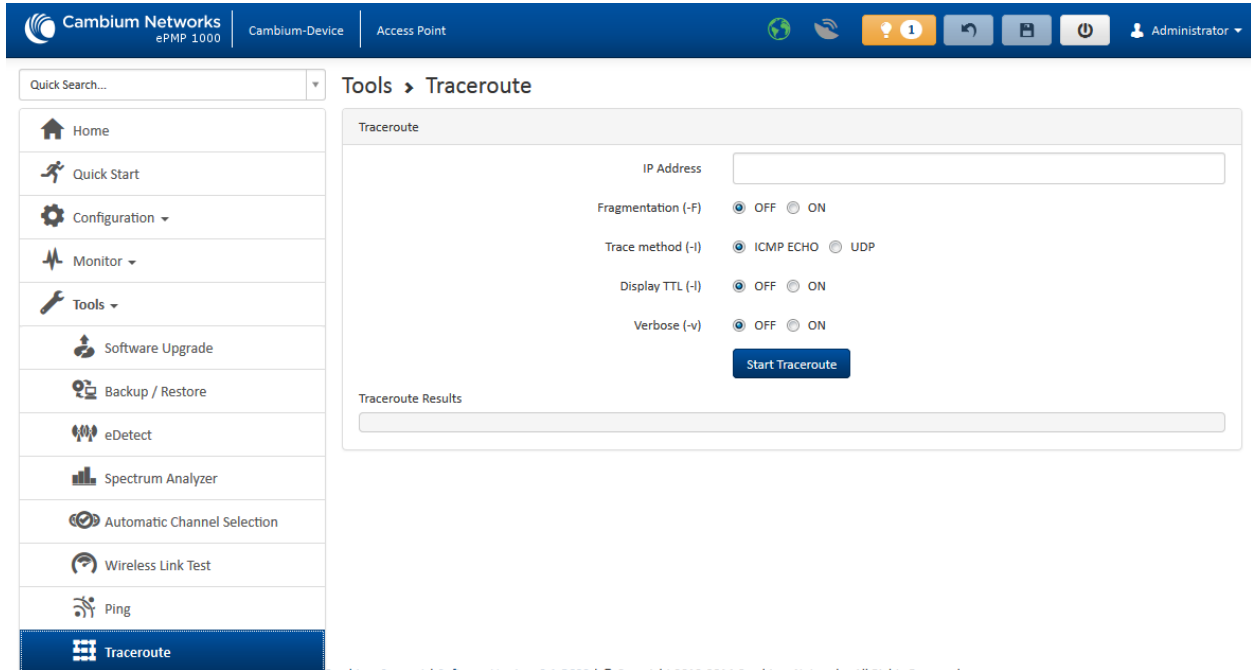 Cambium Networks
ePMP 1000
Cambium-Device
Access Point
1
Administrator
Quick Search...
Home
Quick Start
Configuration
Monitor
Tools
Software Upgrade
Backup / Restore
eDetect
Spectrum Analyzer
Automatic Channel Selection
Wireless Link Test
Ping
Traceroute
Tools > Traceroute
Traceroute
IP Address
Fragmentation (-F) OFF ON
Trace method (-I) ICMP ECHO UDP
Display TTL (-l) OFF ON
Verbose (-v) OFF ON
Start Traceroute
Traceroute Results